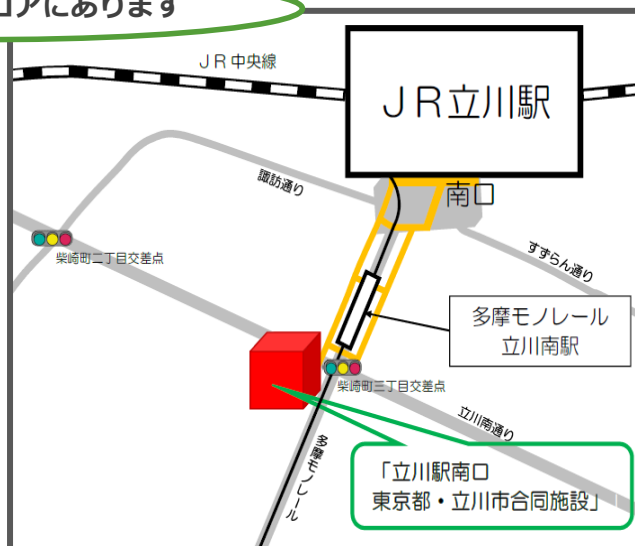 ロアにあります
ＪＲ中央線
ＪＲ立川駅
諏訪通り
南口
すずらん通り
柴崎町二丁目交差点
多摩モノレール
立川南駅
柴崎町三丁目交差点
立川南通り
多摩モノレール
「立川駅南口
東京都・立川市合同施設」